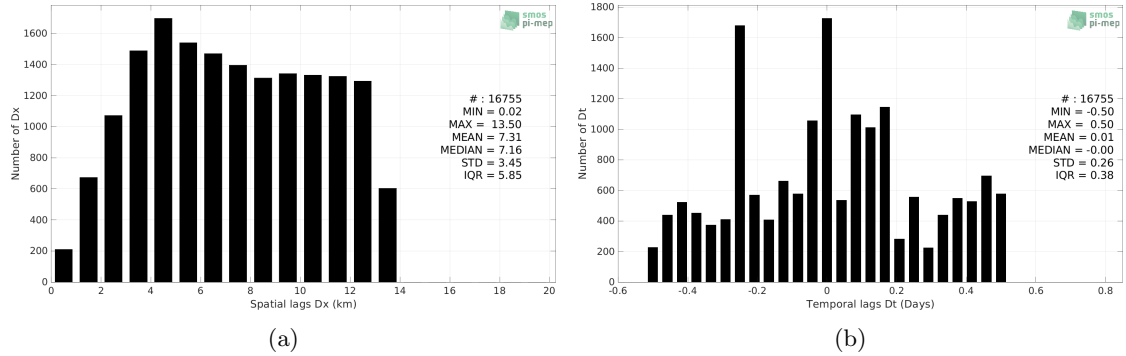 1600
1400
1200
1000
800
600
400
200
0
Number of Dx
0 2 4 6 8 10 12 14 16 18 20
Spatial lags Dx (km)
smos
pi-mep
# : 16755
MIN = 0.02
MAX = 13.50
MEAN = 7.31
MEDIAN = 7.16
STD = 3.45
IQR = 5.85
(a)
1800
1600
1400
1200
1000
800
600
400
200
0
Number of Dt
-0.6 -0.4 -0.2 0 0.2 0.4 0.6 0.8
Temporal lags Dt (Days)
smos
pi-mep
# : 16755
MIN = -0.50
MAX = 0.50
MEAN = 0.01
MEDIAN = -0.00
STD = 0.26
IQR = 0.38
(b)